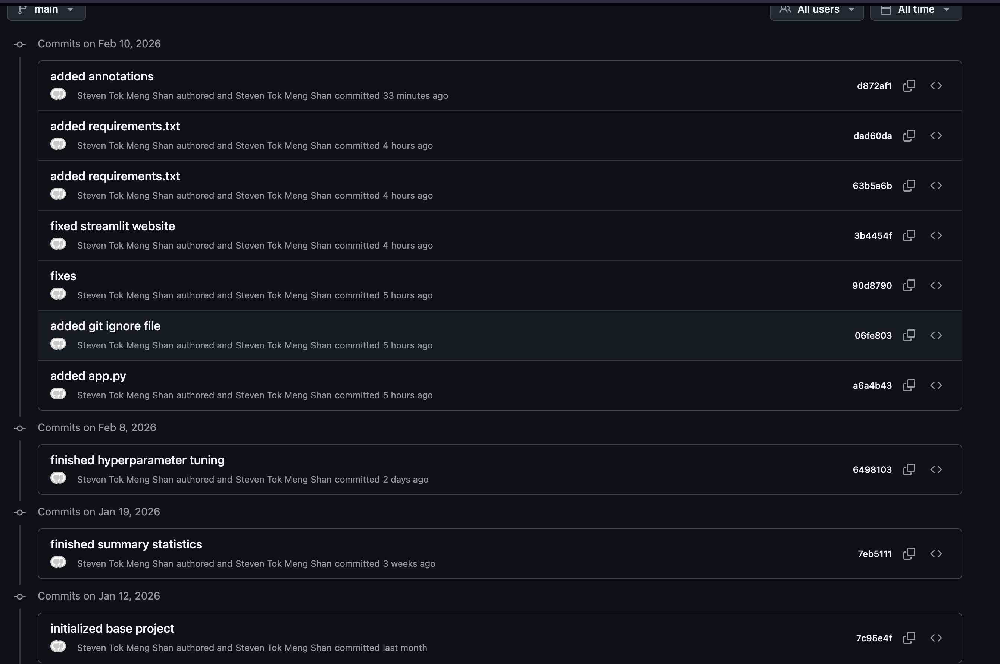 main
All users
All time
Commits on Feb 10, 2026
added annotations
Steven Tok Meng Shan authored and Steven Tok Meng Shan committed 33 minutes ago
d872af1
added requirements.txt
Steven Tok Meng Shan authored and Steven Tok Meng Shan committed 4 hours ago
dad60da
added requirements.txt
Steven Tok Meng Shan authored and Steven Tok Meng Shan committed 4 hours ago
63b5a6b
fixed streamlit website
Steven Tok Meng Shan authored and Steven Tok Meng Shan committed 4 hours ago
3b4454f
fixes
Steven Tok Meng Shan authored and Steven Tok Meng Shan committed 5 hours ago
90d8790
added git ignore file
Steven Tok Meng Shan authored and Steven Tok Meng Shan committed 5 hours ago
06fe803
added app.py
Steven Tok Meng Shan authored and Steven Tok Meng Shan committed 5 hours ago
a6a4b43
Commits on Feb 8, 2026
finished hyperparameter tuning
Steven Tok Meng Shan authored and Steven Tok Meng Shan committed 2 days ago
6498103
Commits on Jan 19, 2026
finished summary statistics
Steven Tok Meng Shan authored and Steven Tok Meng Shan committed 3 weeks ago
7eb5111
Commits on Jan 12, 2026
initialized base project
Steven Tok Meng Shan authored and Steven Tok Meng Shan committed last month
7c95e4f